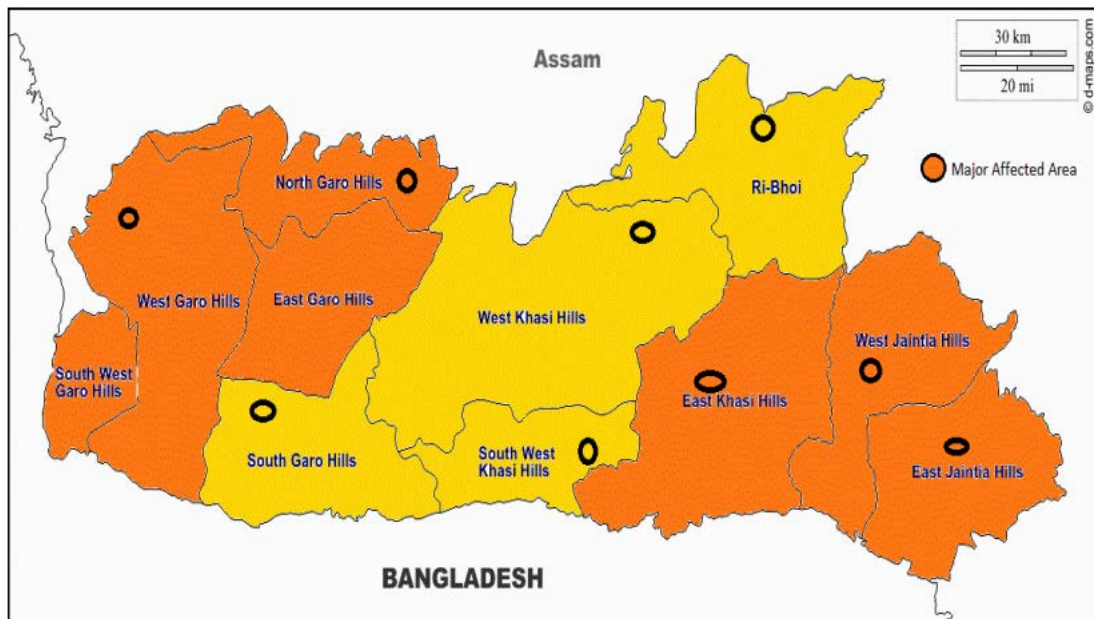 30 km
20 mi
© d-maps.com
Assam
North Garo Hills
Ri-Bhoi
Major Affected Area
West Garo Hills
East Garo Hills
West Khasi Hills
West Jaintia Hills
South West
Garo Hills
East Khasi Hills
South Garo Hills
South West
Khasi Hills
East Jaintia Hills
BANGLADESH